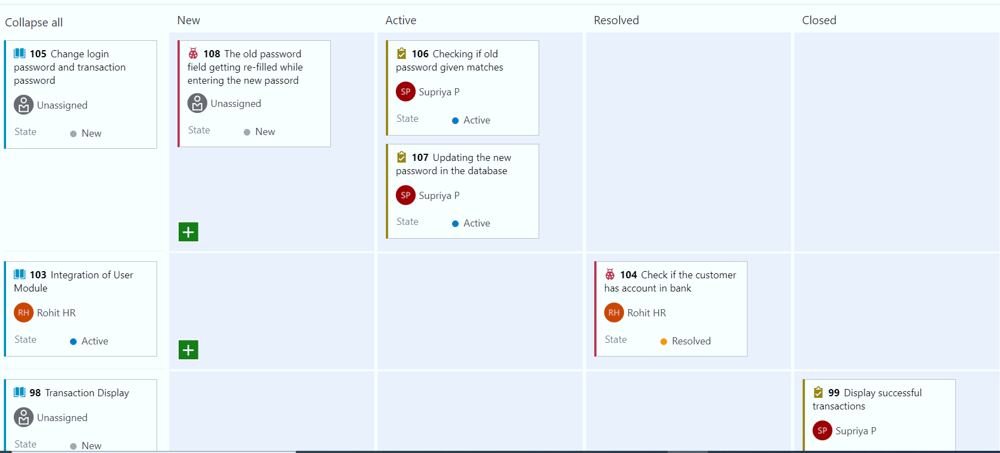 Collapse all
New
Active
Resolved
Closed
105 Change login
password and transaction
password
Unassigned
State
New
108 The old password
field getting re-filled while
entering the new passord
Unassigned
State
New
106 Checking if old
password given matches
SP Supriya P
State
Active
107 Updating the new
password in the database
SP Supriya P
State
Active
103 Integration of User
Module
RH Rohit HR
State
Active
104 Check if the customer
has account in bank
RH Rohit HR
State
Resolved
98 Transaction Display
Unassigned
State
New
99 Display successful
transactions
SP Supriya P